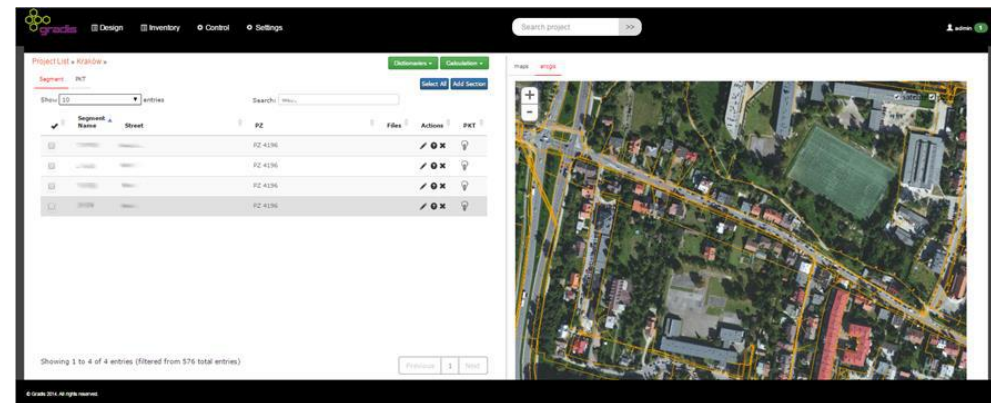 gradis Design Inventory Control Settings Search project >> admin 1
Project List » Kraków » Dictionaries Calculation
maps arcgis
Segment PKT Select All Add Section
Show 10 entries Search:
Segment Name Street PZ Files Actions PKT
PZ 4196
PZ 4196
PZ 4196
PZ 4196
Showing 1 to 4 of 4 entries (filtered from 576 total entries)
Previous 1 Next
© Gradis 2014. All rights reserved.